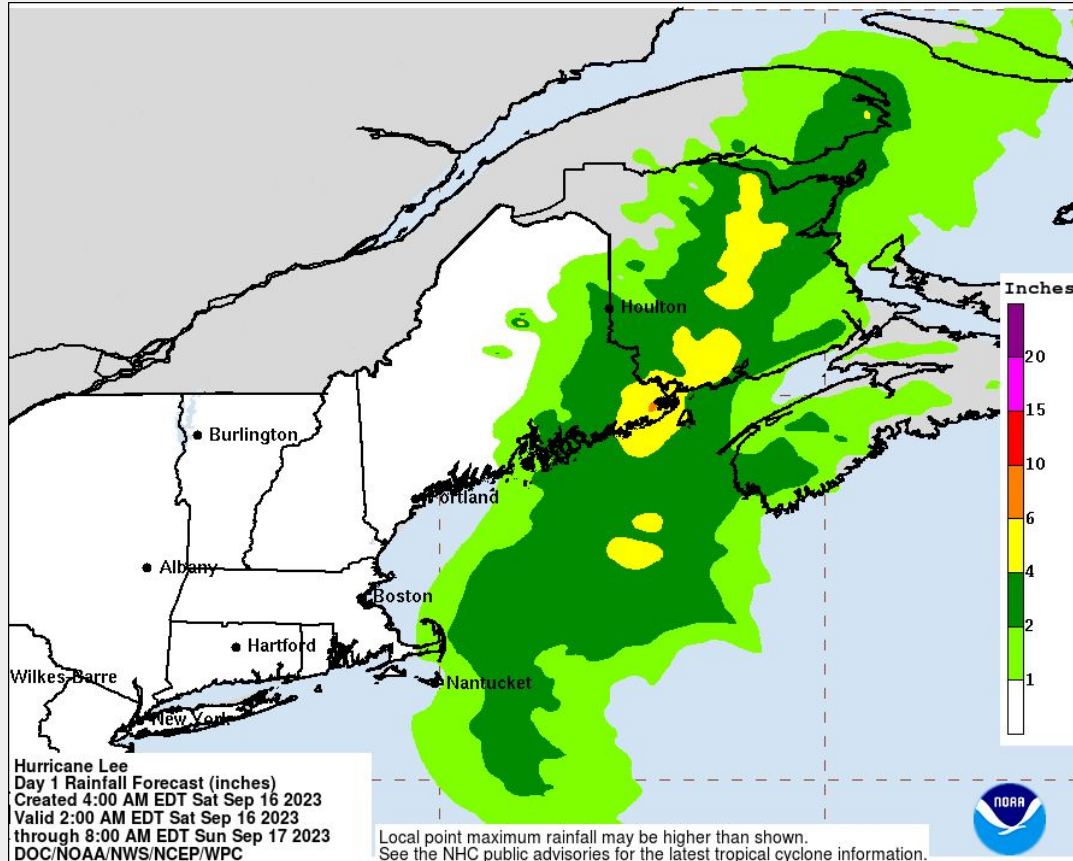 Houlton
Inches
20
15
10
6
4
2
1
Burlington
Portland
Albany
Boston
Hartford
Wilkes-Barre
Nantucket
New York
Hurricane Lee
Day 1 Rainfall Forecast (inches)
Created 4:00 AM EDT Sat Sep 16 2023
Valid 2:00 AM EDT Sat Sep 16 2023
through 8:00 AM EDT Sun Sep 17 2023
DOC/NOAA/NWS/NCEP/WPC
Local point maximum rainfall may be higher than shown.
See the NHC public advisories for the latest tropical cyclone information.
NOAA